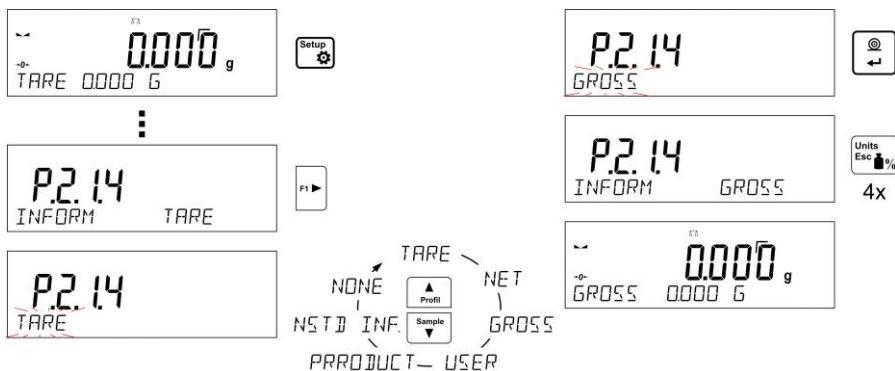 0.000 g
-0-
TARE 0.000 G
Setup
P.2.1.4
INFORM TARE
F1
P.2.1.4
TARE
TARE
NET
GROSS
USER
PRRODUCT
NSTD INF.
NONE
Profil
Sample
P.2.1.4
GROSS
P.2.1.4
INFORM GROSS
Units
Esc %
4x
0.000 g
-0-
GROSS 0.000 G